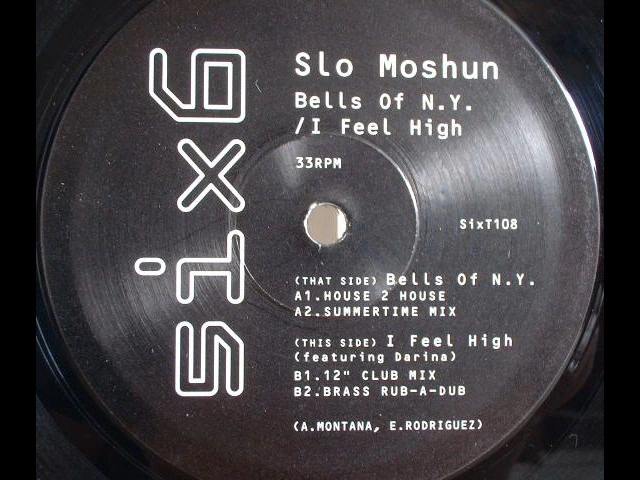 six6
Slo Moshun
Bells Of N.Y.
/I Feel High
33RPM
SixT108
(THAT SIDE) Bells Of N.Y.
A1.HOUSE 2 HOUSE
A2.SUMMERTIME MIX
(THIS SIDE) I Feel High
(featuring Darina)
B1.12" CLUB MIX
B2.BRASS RUB-A-DUB
(A.MONTANA, E.RODRIGUEZ)